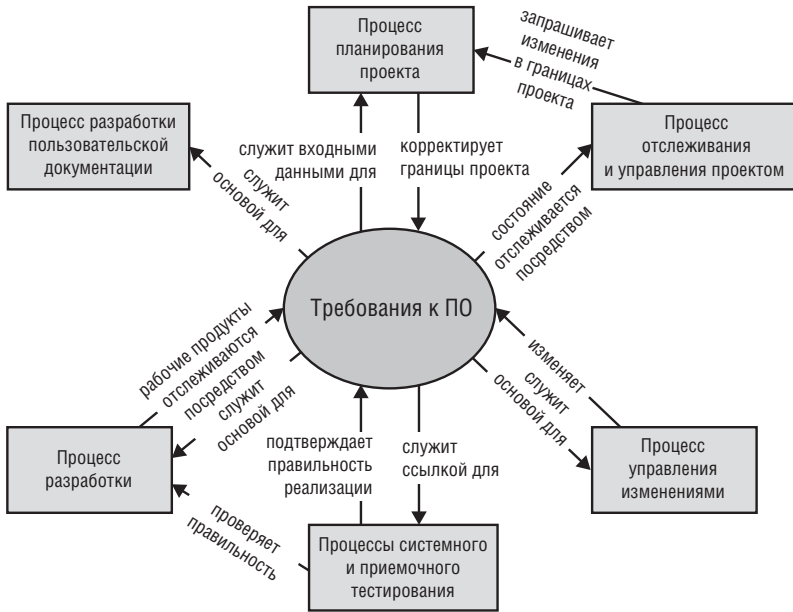 Процесс
планирования
проекта
запрашивает
изменения
в границах
проекта
Процесс разработки
пользовательской
документации
Процесс
отслеживания
и управления проектом
служит входными
данными для
корректирует
границы проекта
служит
основой для
состояние
отслеживается
посредством
Требования к ПО
рабочие продукты
отслеживаются
посредством
служит
основой для
изменяет
служит
основой для
подтверждает
правильность
реализации
служит
ссылкой для
Процесс
разработки
Процесс
управления
изменениями
проверяет
правильность
Процессы системного
и приемочного
тестирования